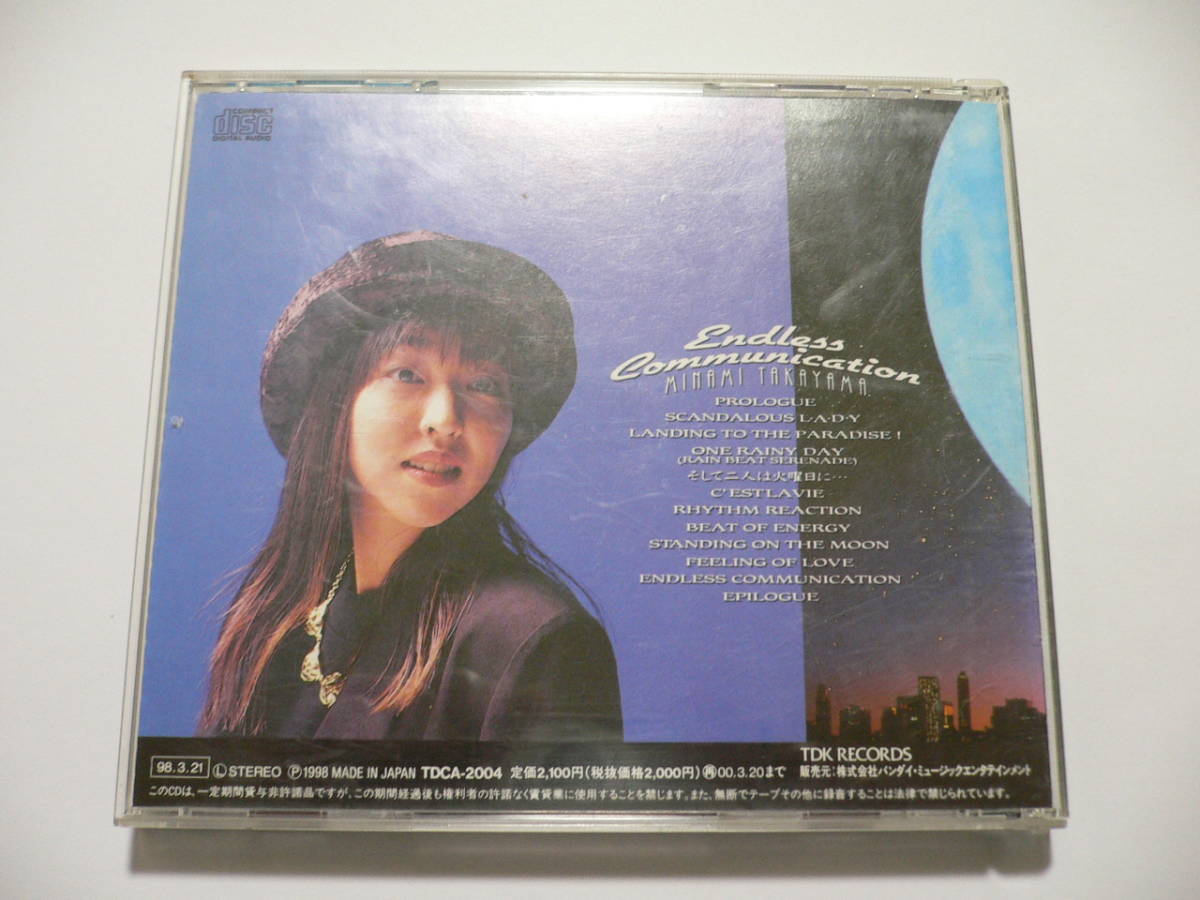 COMPACT
disc
DIGITAL AUDIO
Endless
Communication
MINAMI TAKAYAMA
PROLOGUE
SCANDALOUS L·A·D·Y
LANDING TO THE PARADISE !
ONE RAINY DAY
(RAIN BEAT SERENADE)
そして二人は火曜日に…
C'EST LA VIE
RHYTHM REACTION
BEAT OF ENERGY
STANDING ON THE MOON
FEELING OF LOVE
ENDLESS COMMUNICATION
EPILOGUE
TDK RECORDS
98.3.21 Ⓛ STEREO Ⓟ1998 MADE IN JAPAN TDCA-2004 定価2,100円(税抜価格2,000円) ㋐00.3.20まで 販売元:株式会社バンダイ・ミュージックエンタテインメント
このCDは、一定期間貸与非許諾品ですが、この期間経過後も権利者の許諾なく賃貸業に使用することを禁じます。また、無断でテープその他に録音することは法律で禁じられています。